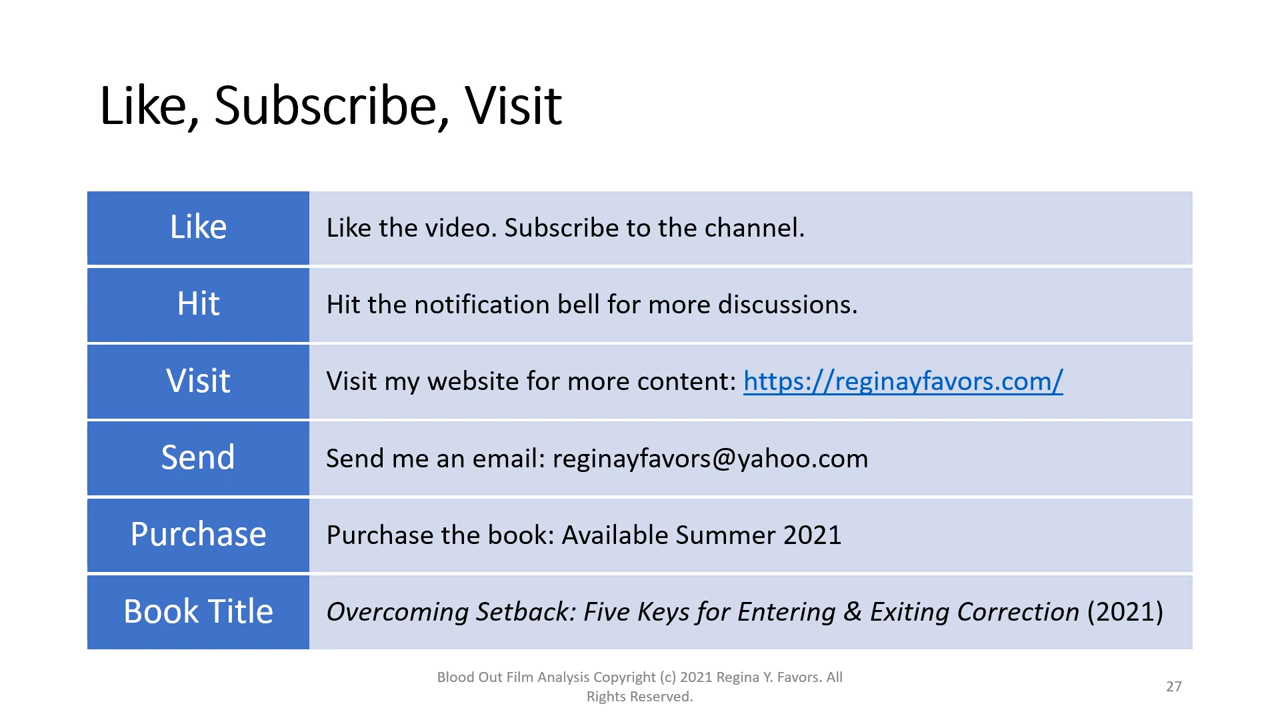 Like, Subscribe, Visit
Like
Like the video. Subscribe to the channel.
Hit
Hit the notification bell for more discussions.
Visit
Visit my website for more content: https://reginayfavors.com/
Send
Send me an email: reginayfavors@yahoo.com
Purchase
Purchase the book: Available Summer 2021
Book Title
Overcoming Setback: Five Keys for Entering & Exiting Correction (2021)
Blood Out Film Analysis Copyright (c) 2021 Regina Y. Favors. All
Rights Reserved.
27